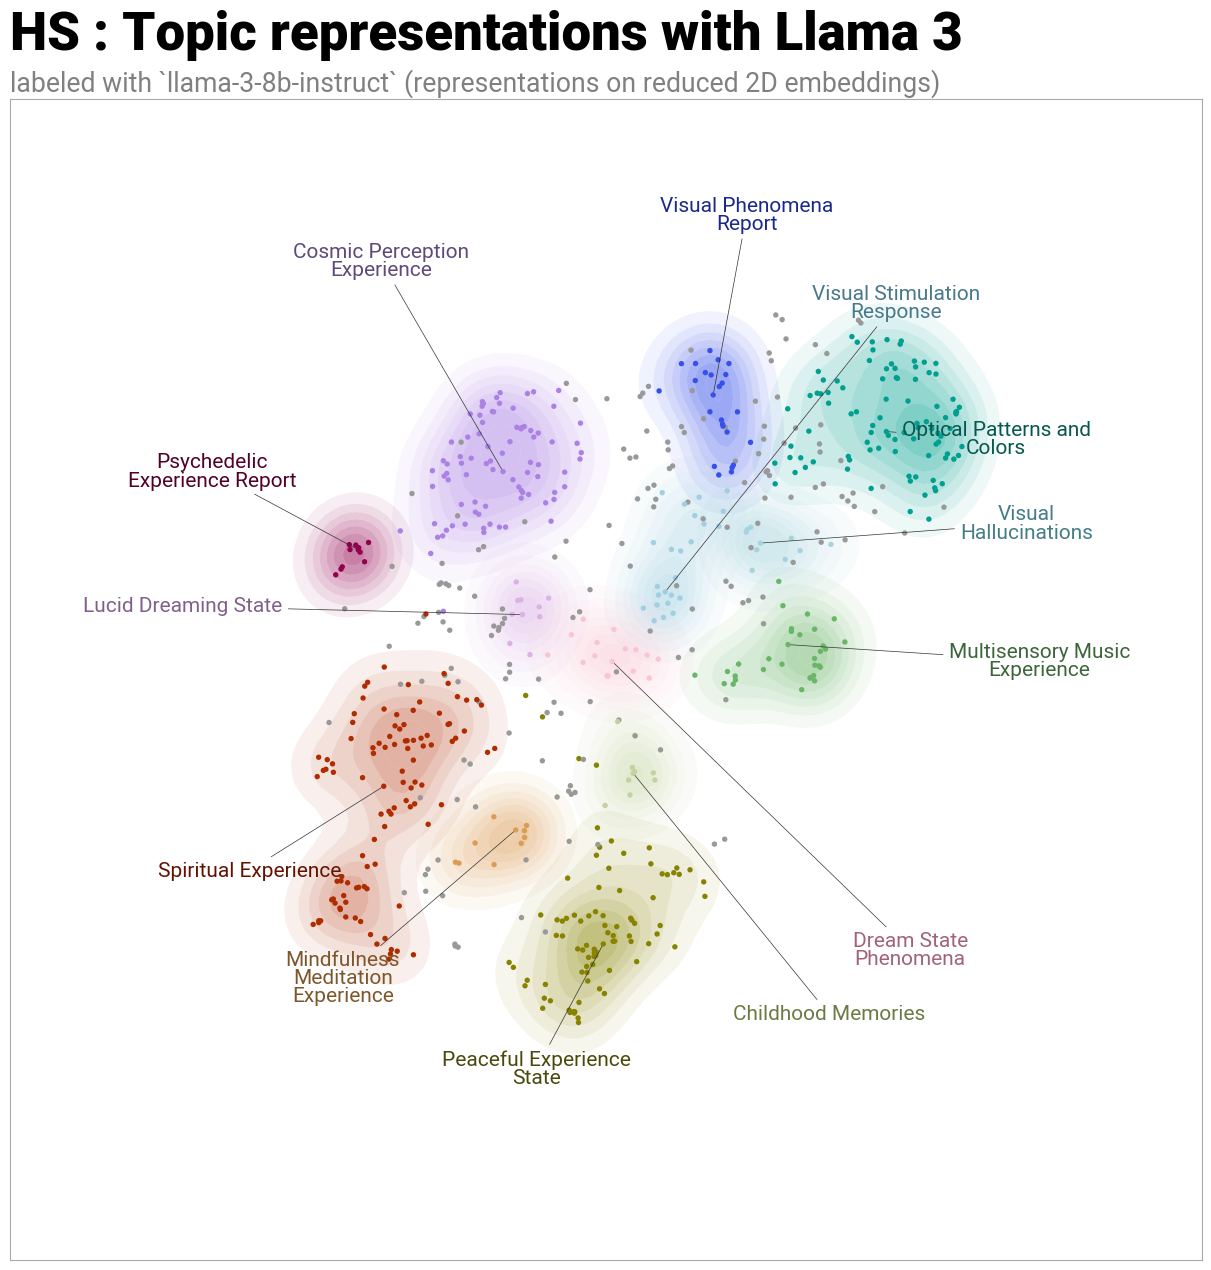 HS : Topic representations with Llama 3
labeled with `llama-3-8b-instruct` (representations on reduced 2D embeddings)
Visual Phenomena
Report
Cosmic Perception
Experience
Visual Stimulation
Response
Optical Patterns and
Colors
Psychedelic
Experience Report
Visual
Hallucinations
Lucid Dreaming State
Multisensory Music
Experience
Spiritual Experience
Dream State
Phenomena
Mindfulness
Meditation
Experience
Childhood Memories
Peaceful Experience
State